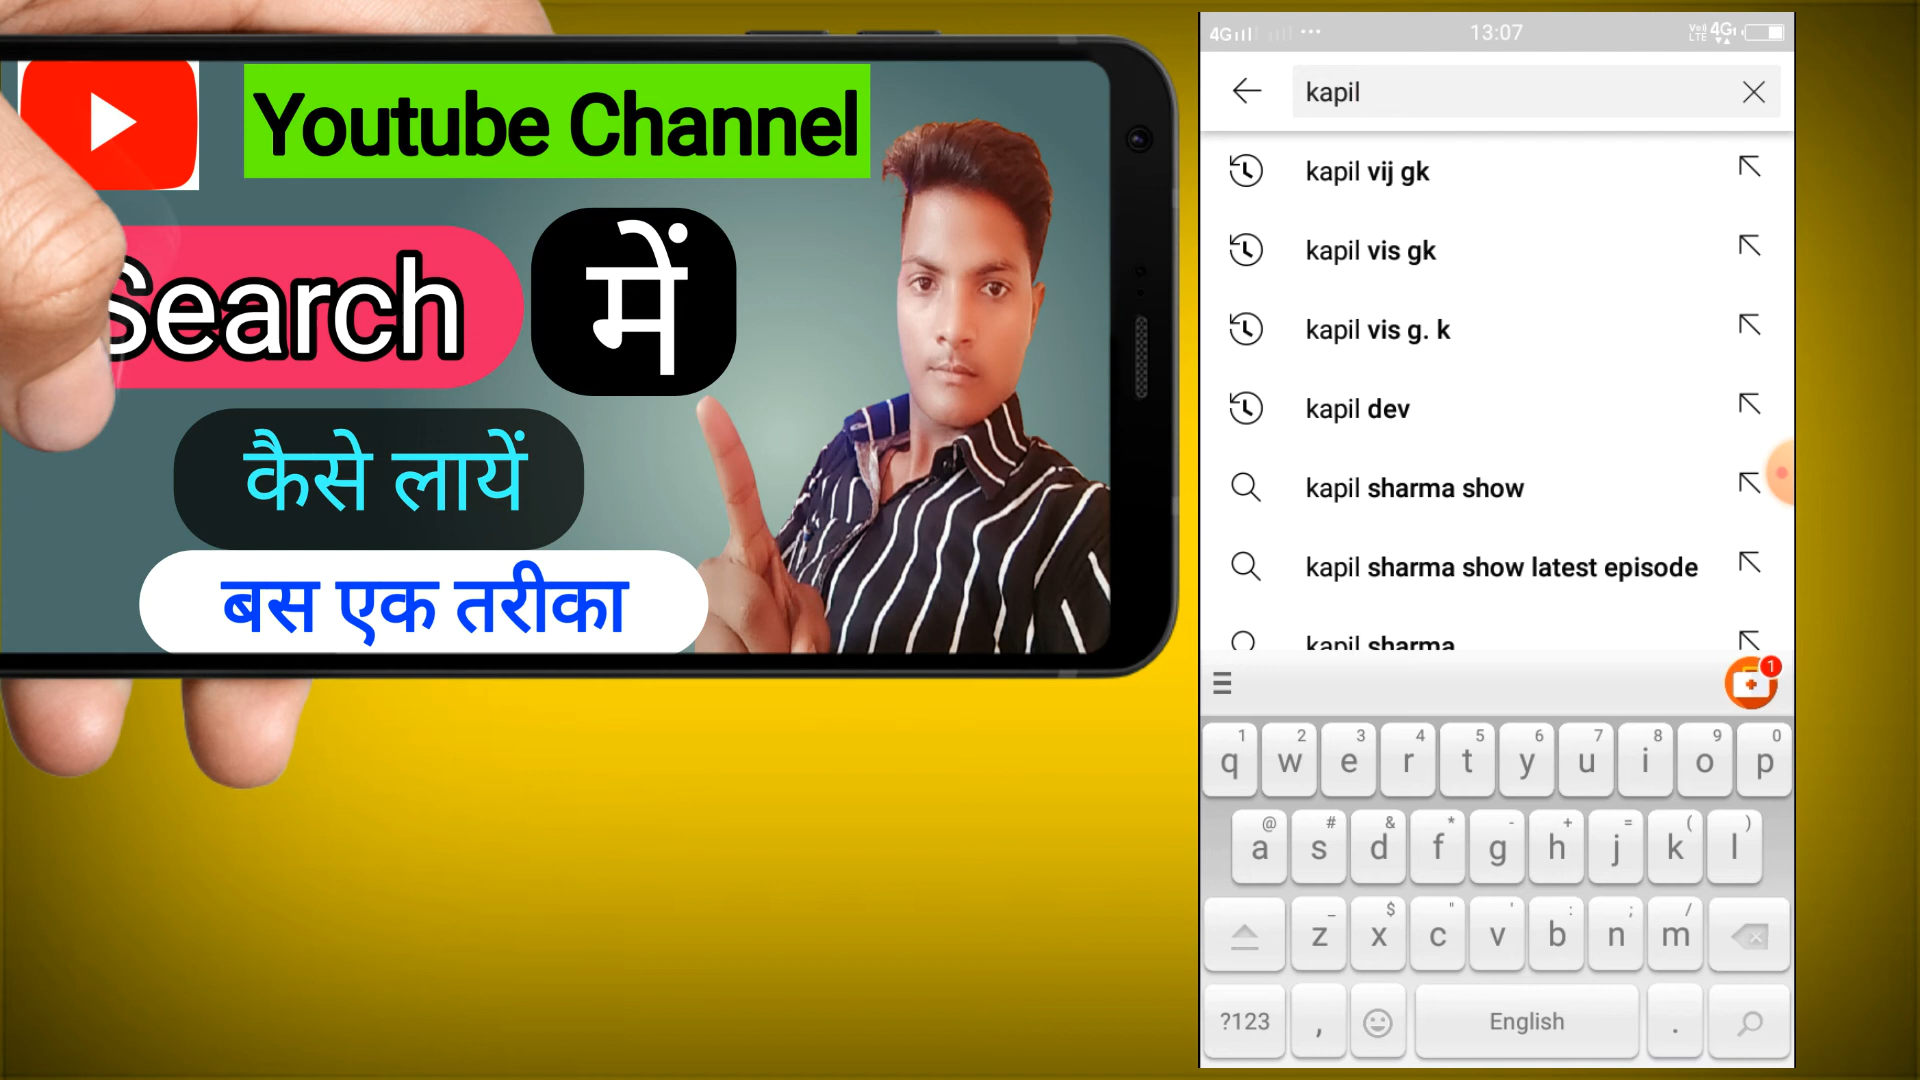 Youtube Channel
Search में
कैसे लायें
बस एक तरीका
4G 13:07 4G
kapil
kapil vij gk
kapil vis gk
kapil vis g. k
kapil dev
kapil sharma show
kapil sharma show latest episode
kapil sharma
1
1 2 3 4 5 6 7 8 9 0
q w e r t y u i o p
@ # & * - + = ( )
a s d f g h j k l
_ $ " ' : ; /
z x c v b n m
?123 , English .